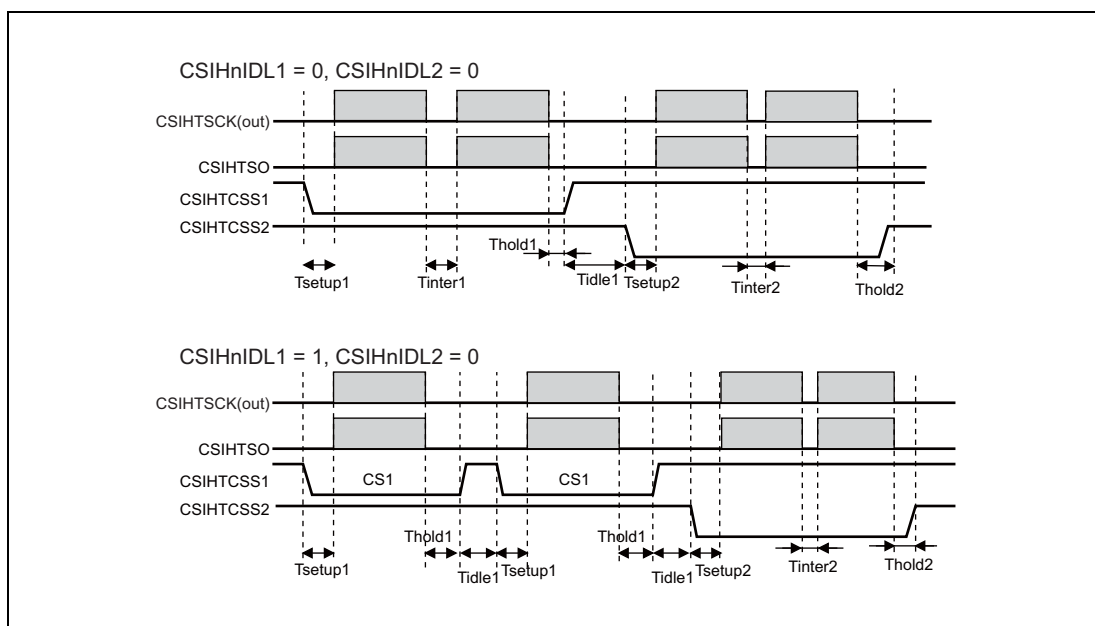 CSIHnIDL1 = 0, CSIHnIDL2 = 0
CSIHTSCK(out)
CSIHTSO
CSIHTCSS1
CSIHTCSS2
Thold1
Tsetup1
Tinter1
Tidle1
Tsetup2
Tinter2
Thold2
CSIHnIDL1 = 1, CSIHnIDL2 = 0
CSIHTSCK(out)
CSIHTSO
CSIHTCSS1
CS1
CS1
CSIHTCSS2
Thold1
Thold1
Tsetup1
Tidle1
Tsetup1
Tidle1
Tsetup2
Tinter2
Thold2